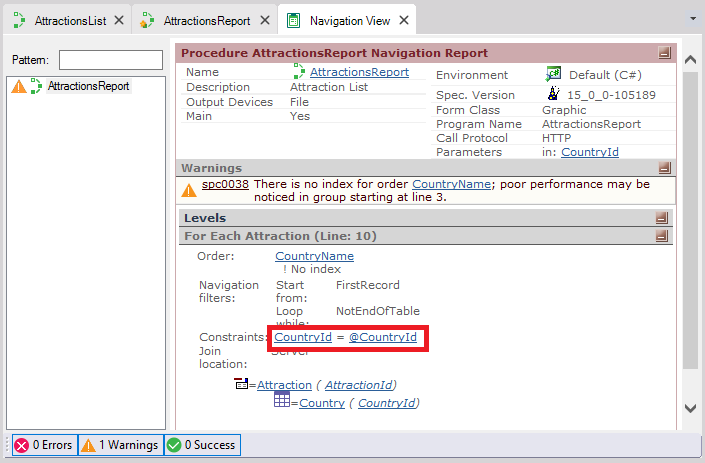 AttractionsList
AttractionsReport
Navigation View
Pattern:
AttractionsReport
Procedure AttractionsReport Navigation Report
Name AttractionsReport
Description Attraction List
Output Devices File
Main Yes
Environment Default (C#)
Spec. Version 15_0_0-105189
Form Class Graphic
Program Name AttractionsReport
Call Protocol HTTP
Parameters in: CountryId
Warnings
spc0038 There is no index for order CountryName; poor performance may be
noticed in group starting at line 3.
Levels
For Each Attraction (Line: 10)
Order: CountryName
! No index
Navigation filters: Start from: FirstRecord
Loop while: NotEndOfTable
Constraints: CountryId = @CountryId
Join location: Server
=Attraction ( AttractionId)
=Country ( CountryId)
0 Errors 1 Warnings 0 Success